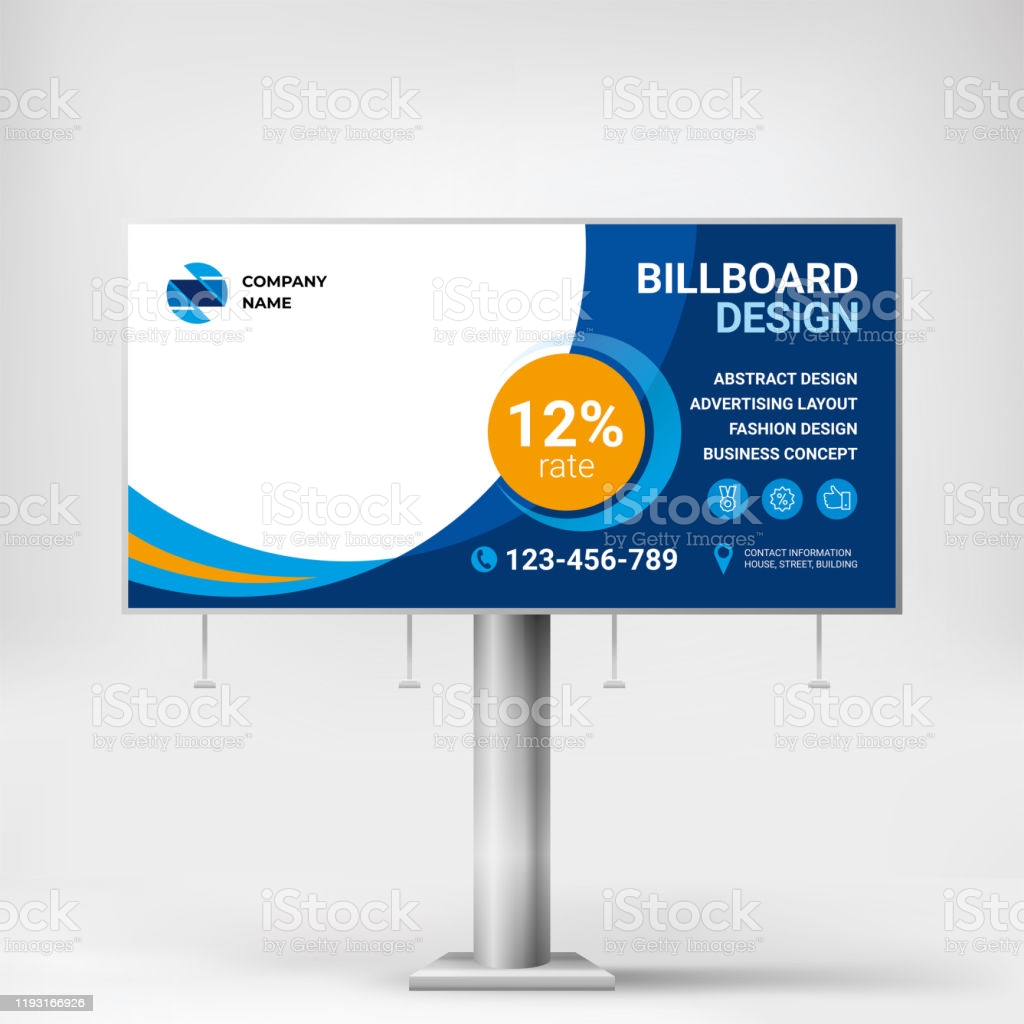 COMPANY
NAME
BILLBOARD
DESIGN
ABSTRACT DESIGN
ADVERTISING LAYOUT
FASHION DESIGN
BUSINESS CONCEPT
12%
rate
%
123-456-789
CONTACT INFORMATION
HOUSE, STREET, BUILDING
iStock
by Getty Images™
1193166926